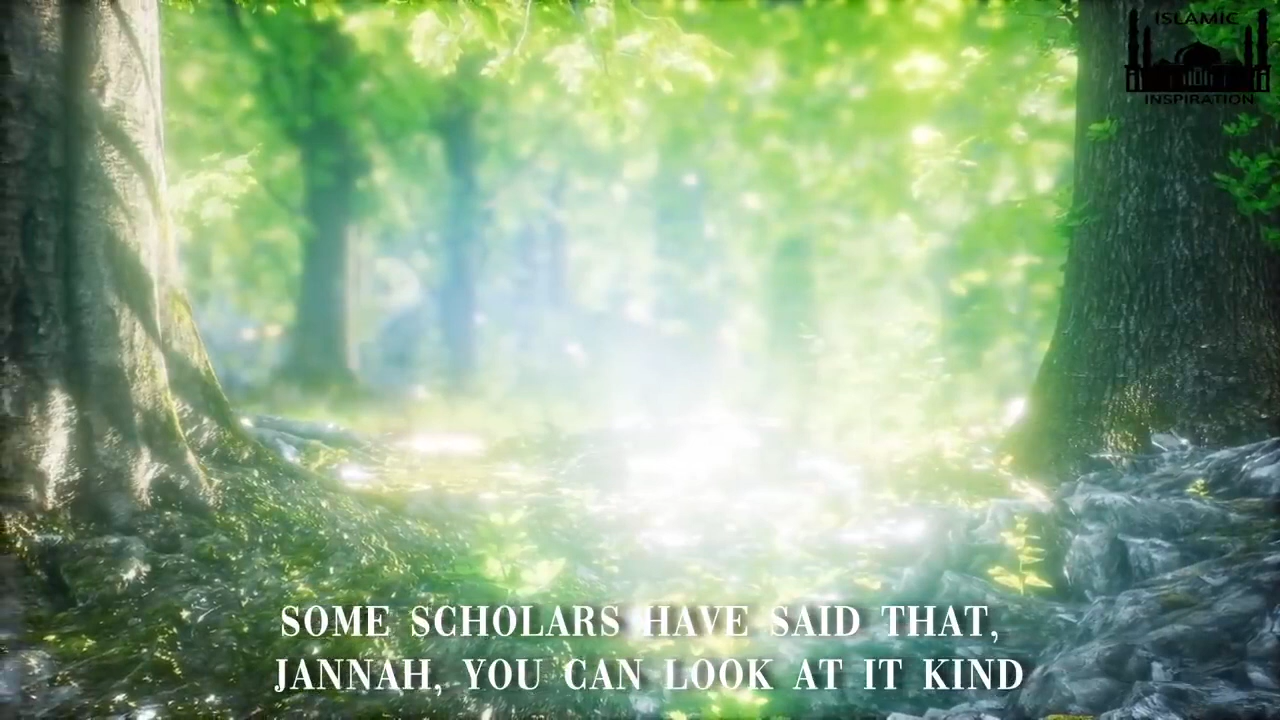 ISLAMIC
INSPIRATION
SOME SCHOLARS HAVE SAID THAT,
JANNAH, YOU CAN LOOK AT IT KIND